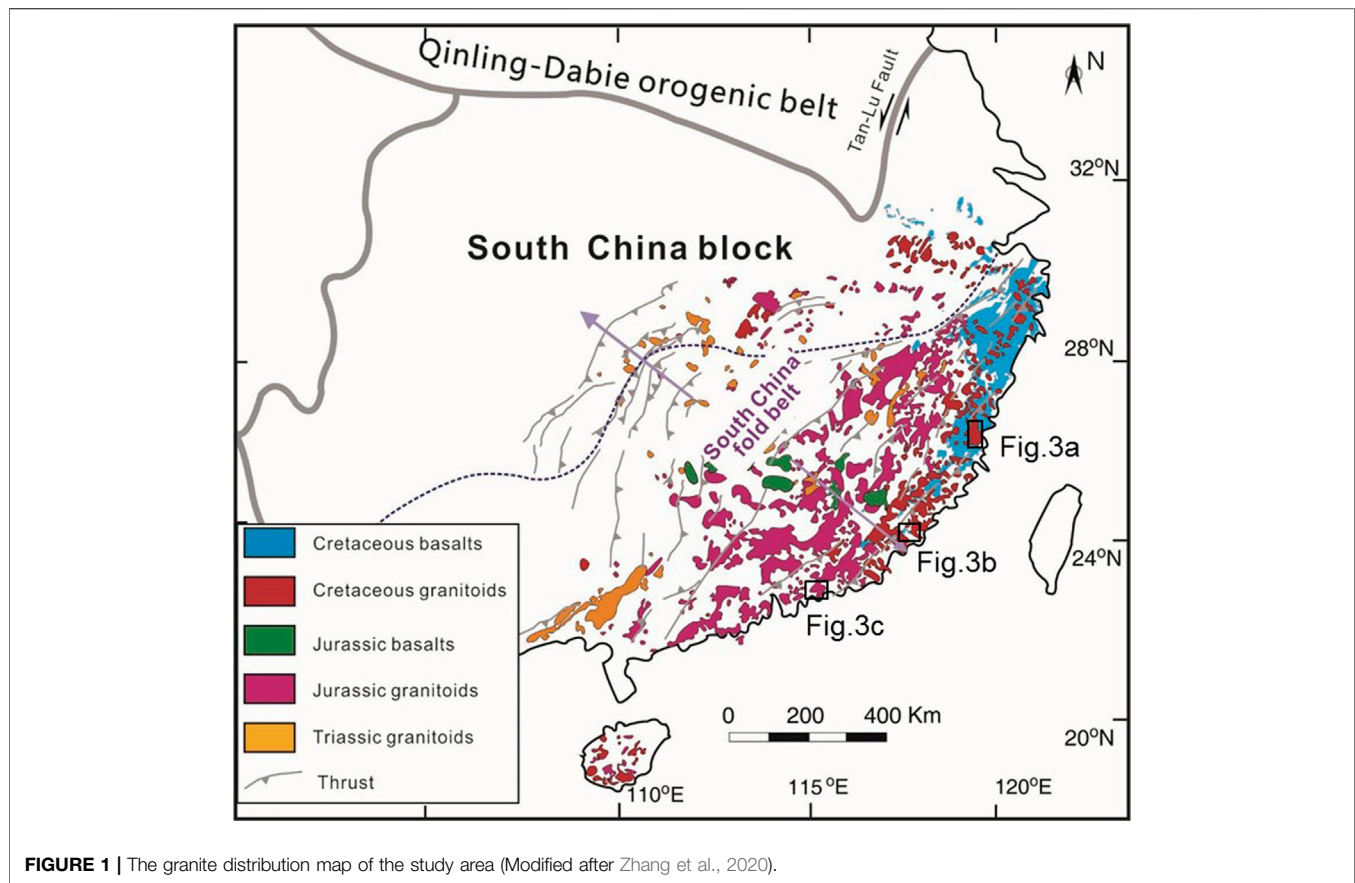 Qinling-Dabie orogenic belt
Tan-Lu Fault
N
32°N
South China block
28°N
South China
fold belt
Fig.3a
Fig.3b
24°N
Fig.3c
Cretaceous basalts
Cretaceous granitoids
Jurassic basalts
Jurassic granitoids
Triassic granitoids
Thrust
0 200 400 Km
20°N
110°E 115°E 120°E
FIGURE 1 | The granite distribution map of the study area (Modified after Zhang et al., 2020).